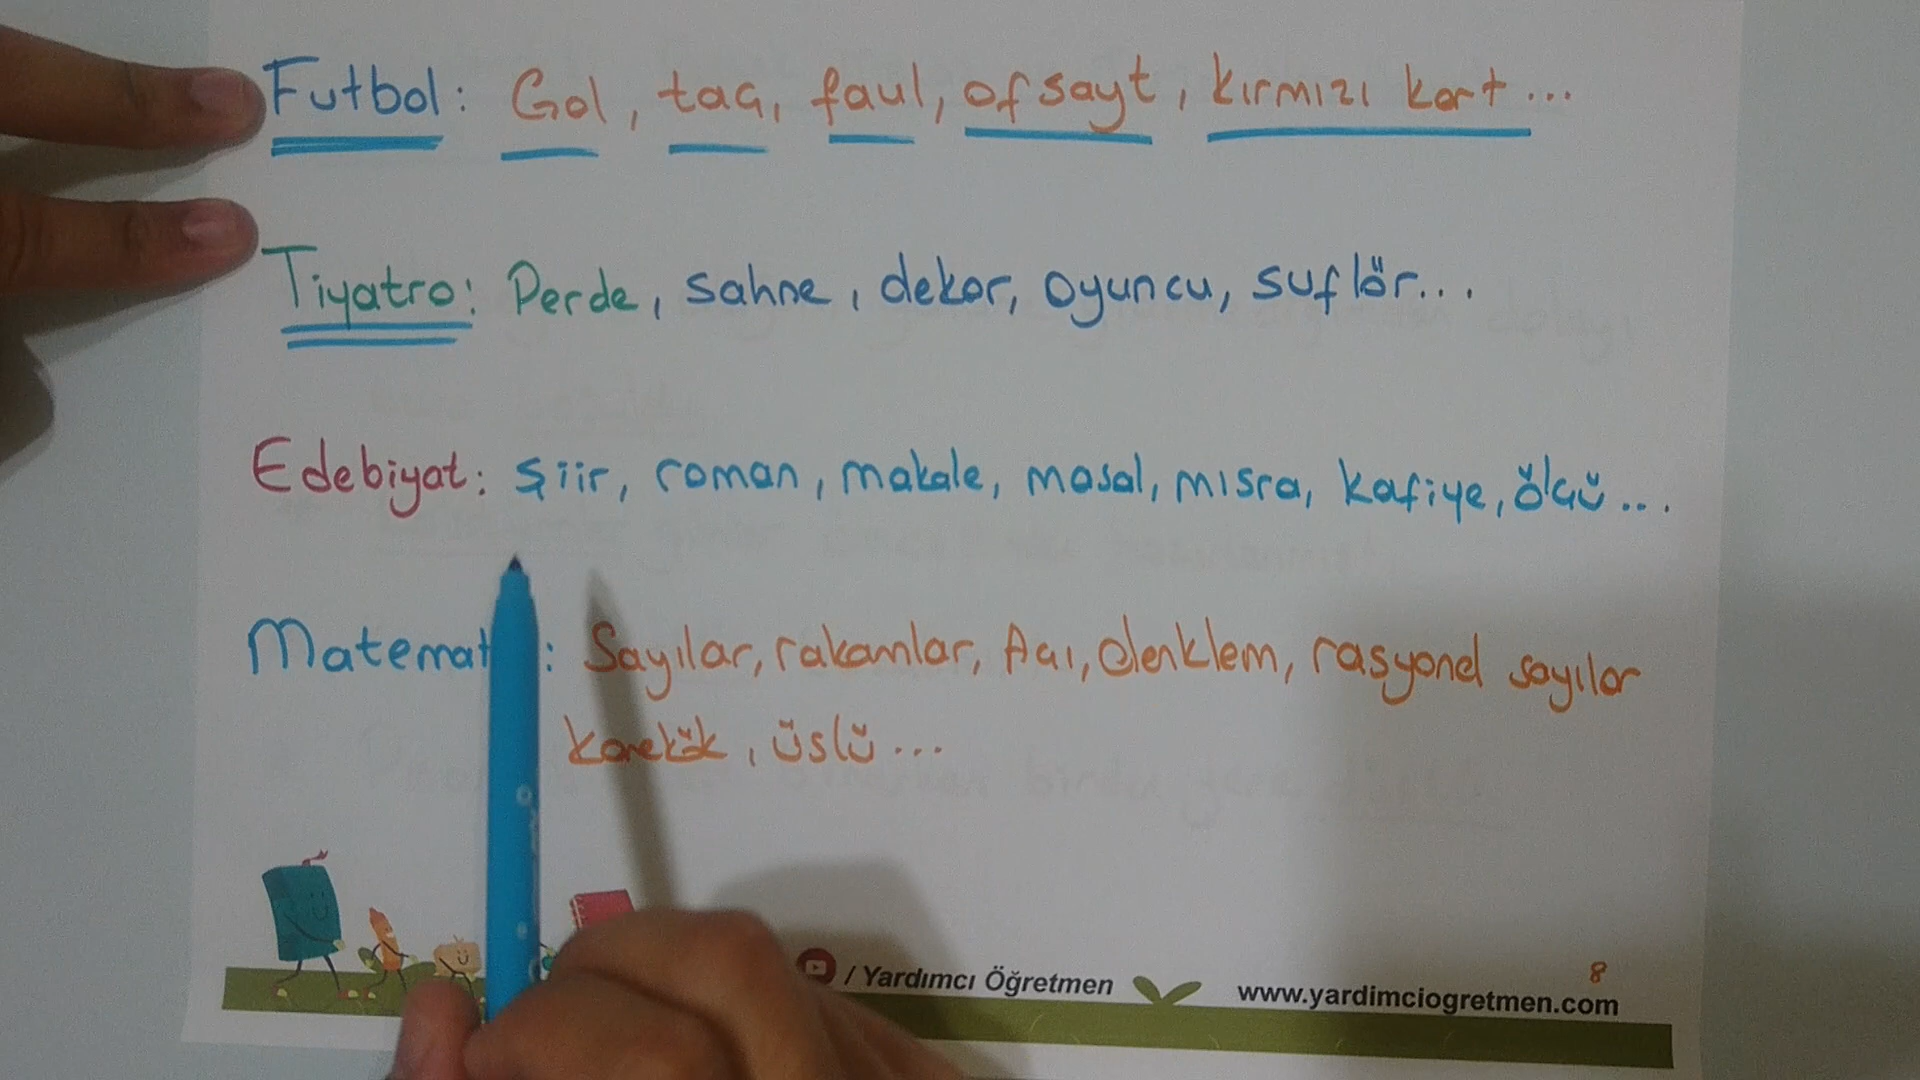 Futbol: Gol, taç, faul, ofsayt, kırmızı kart...
Tiyatro: Perde, sahne, dekor, oyuncu, suflör...
Edebiyat: şiir, roman, makale, masal, mısra, kafiye, ölçü...
Matemat : Sayılar, rakamlar, Açı, denklem, rasyonel sayılar
karekök, üslü...
/ Yardımcı Öğretmen www.yardimciogretmen.com
8